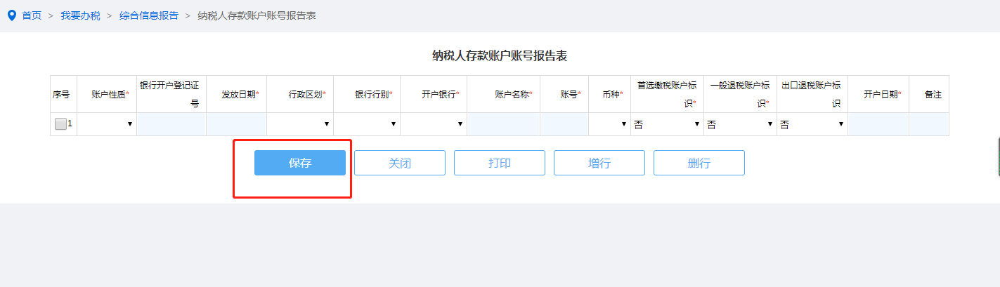 首页 > 我要办税 > 综合信息报告 > 纳税人存款账户账号报告表
纳税人存款账户账号报告表
序号 账户性质* 银行开户登记证号 发放日期* 行政区划* 银行行别* 开户银行* 账户名称* 账号* 币种* 首选缴税账户标识* 一般退税账户标识* 出口退税账户标识 开户日期* 备注
1 否 否 否
保存 关闭 打印 增行 删行